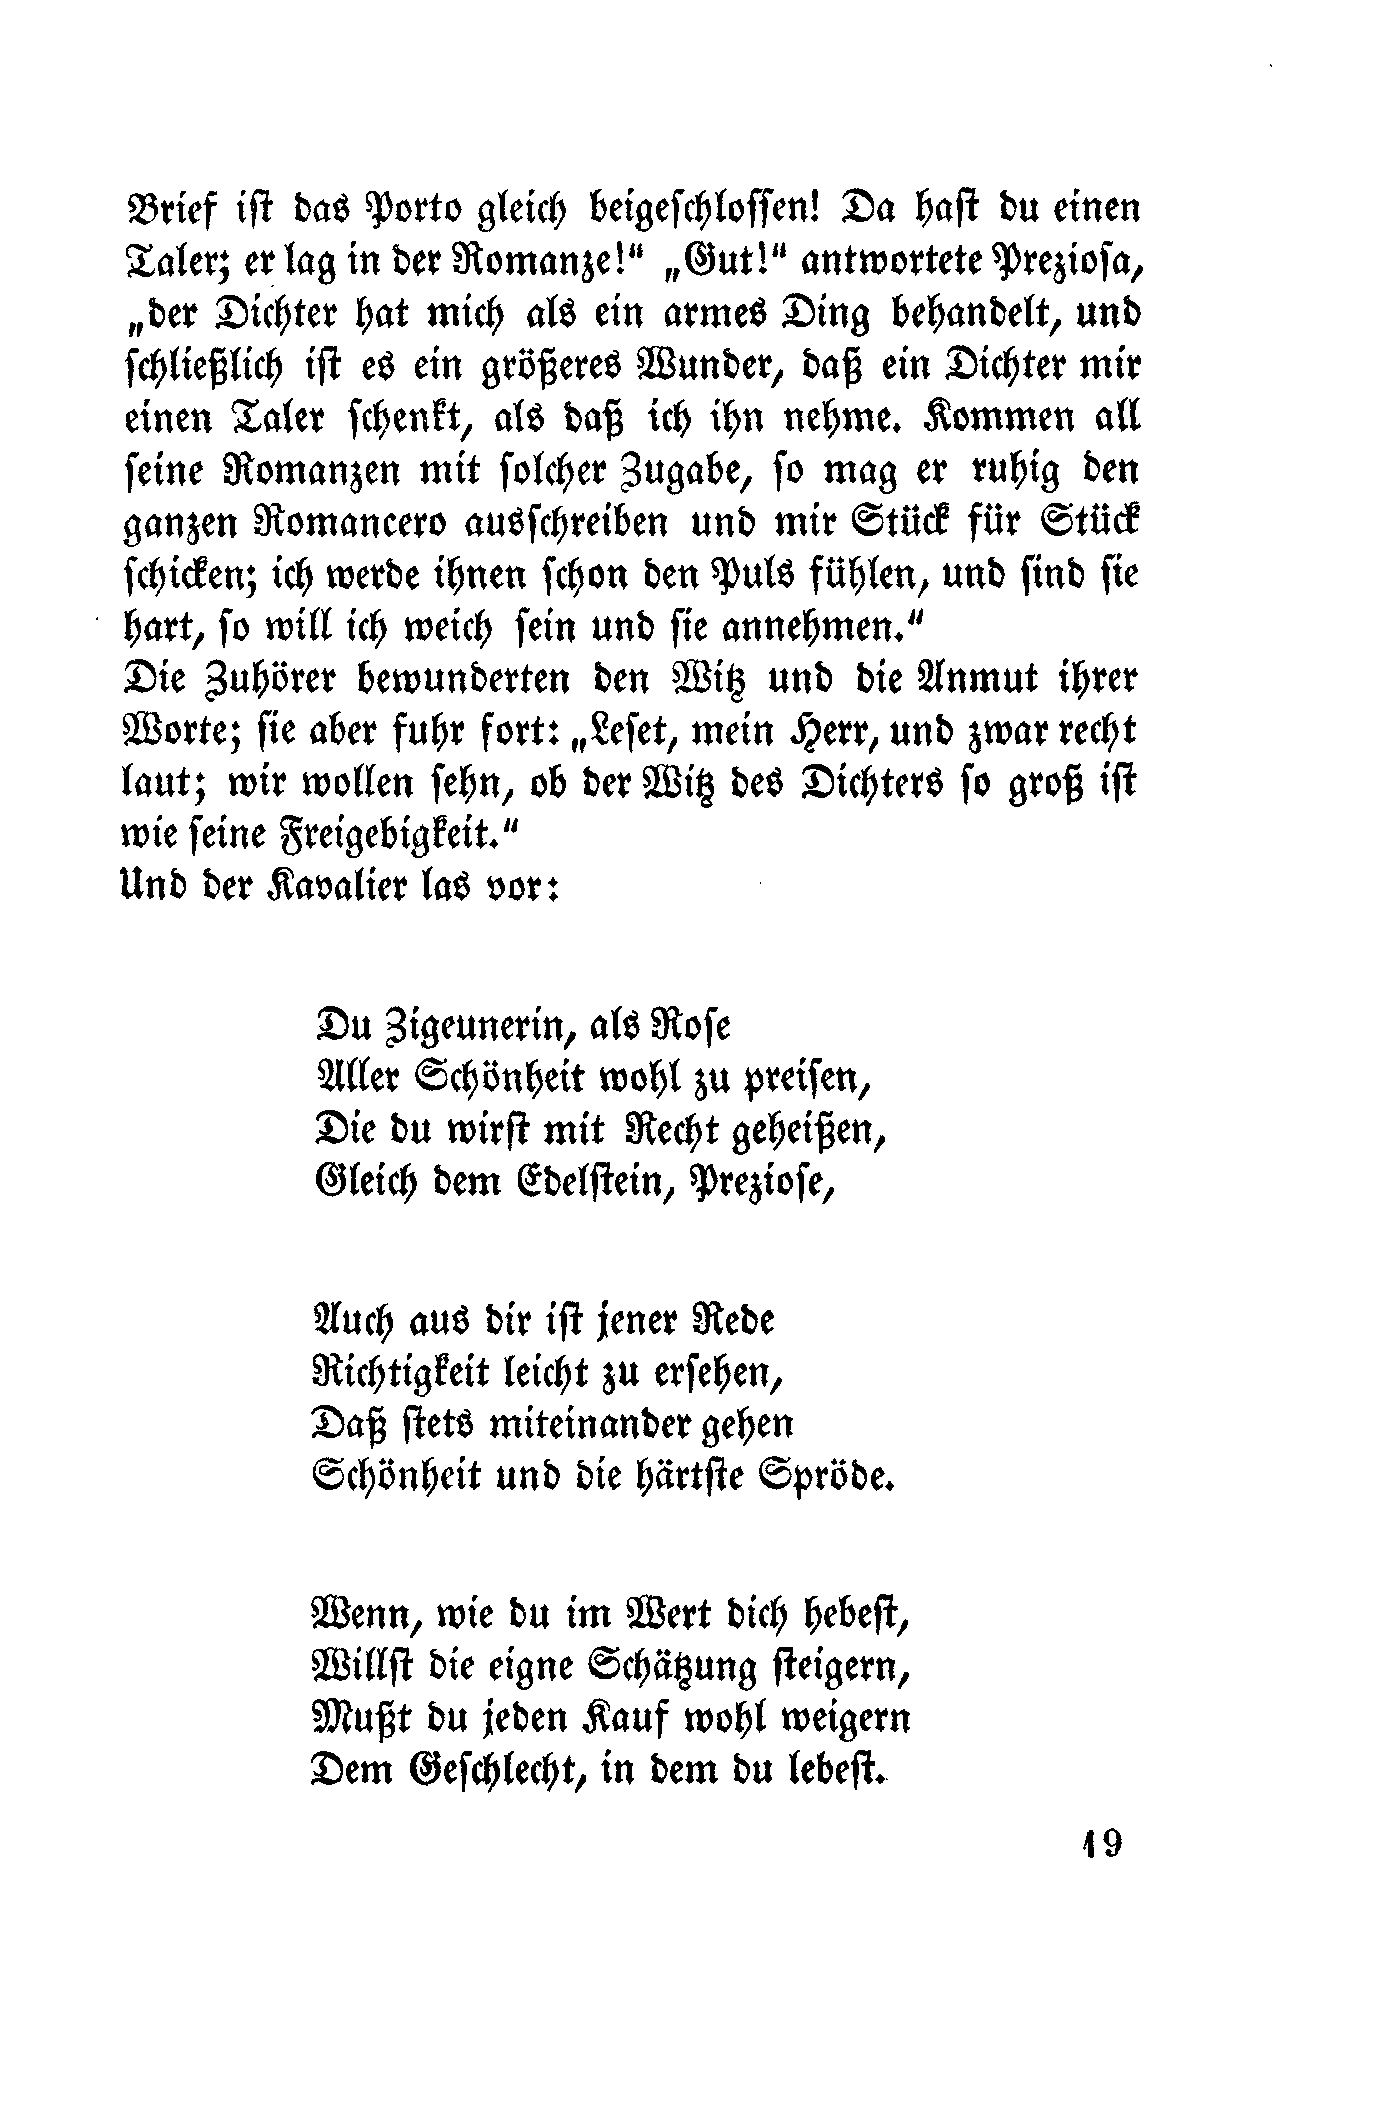 Brief ist das Porto gleich beigeschlossen! Da hast du einen
Taler; er lag in der Romanze!“ „Gut!“ antwortete Preziosa,
„der Dichter hat mich als ein armes Ding behandelt, und
schließlich ist es ein größeres Wunder, daß ein Dichter mir
einen Taler schenkt, als daß ich ihn nehme. Kommen all
seine Romanzen mit solcher Zugabe, so mag er ruhig den
ganzen Romancero ausschreiben und mir Stück für Stück
schicken; ich werde ihnen schon den Puls fühlen, und sind sie
hart, so will ich weich sein und sie annehmen.“
Die Zuhörer bewunderten den Witz und die Anmut ihrer
Worte; sie aber fuhr fort: „Leset, mein Herr, und zwar recht
laut; wir wollen sehn, ob der Witz des Dichters so groß ist
wie seine Freigebigkeit.“
Und der Kavalier las vor:
Du Zigeunerin, als Rose
Aller Schönheit wohl zu preisen,
Die du wirst mit Recht geheißen,
Gleich dem Edelstein, Preziose,
Auch aus dir ist jener Rede
Richtigkeit leicht zu ersehen,
Daß stets miteinander gehen
Schönheit und die härtste Spröde.
Wenn, wie du im Wert dich hebest,
Willst die eigne Schätzung steigern,
Mußt du jeden Kauf wohl weigern
Dem Geschlecht, in dem du lebest.
19